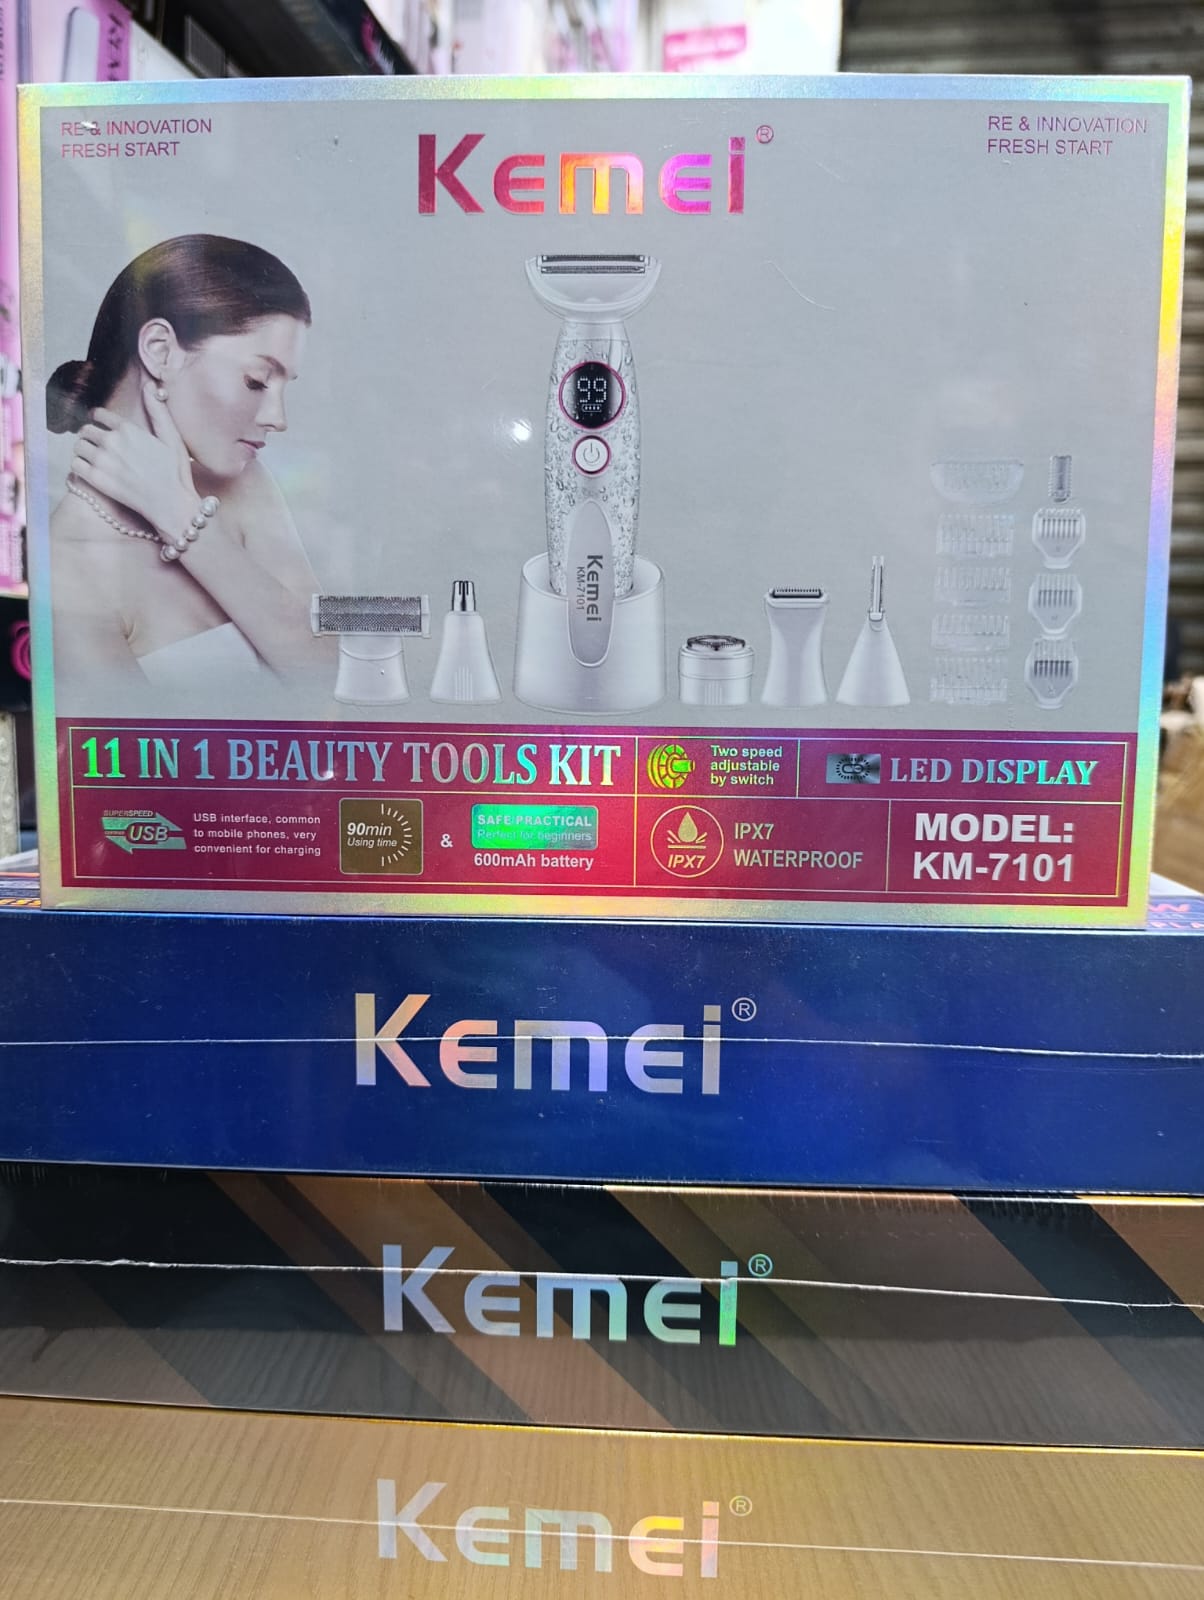 RE & INNOVATION
FRESH START
Kemei®
RE & INNOVATION
FRESH START
99
Kemei
KM-7101
11 IN 1 BEAUTY TOOLS KIT
Two speed
adjustable
by switch
LED DISPLAY
SUPERSPEED
CERTIFIED USB
USB interface, common
to mobile phones, very
convenient for charging
90min
Using time
&
SAFE PRACTICAL
Perfect for beginners
600mAh battery
IPX7
IPX7
WATERPROOF
MODEL:
KM-7101
Kemei®
Kemei®
Kemei®